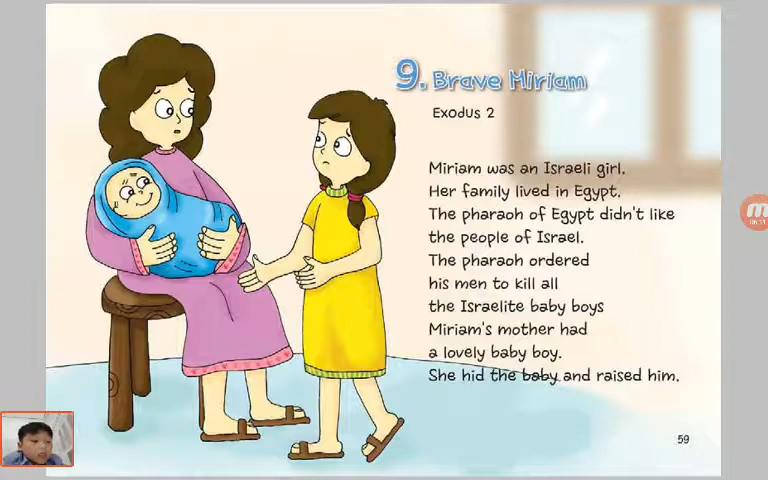 9. Brave Miriam
Exodus 2
Miriam was an Israeli girl.
Her family lived in Egypt.
The pharaoh of Egypt didn't like
the people of Israel.
The pharaoh ordered
his men to kill all
the Israelite baby boys
Miriam's mother had
a lovely baby boy.
She hid the baby and raised him.
59